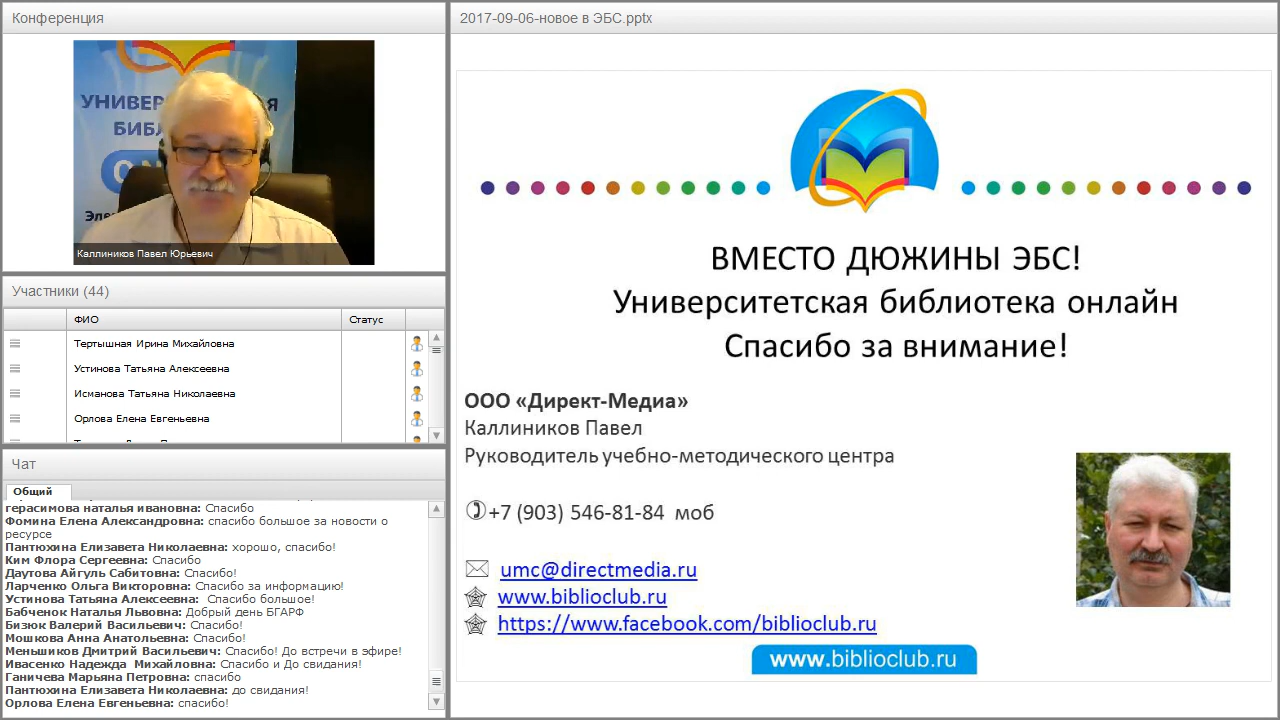 Конференция
УНИВЕР
АЯ
БИБЛ
Каллиников Павел Юрьевич
Участники (44)
ФИО
Статус
Тертышная Ирина Михайловна
Устинова Татьяна Алексеевна
Исманова Татьяна Николаевна
Орлова Елена Евгеньевна
Чат
Общий
герасимова наталья ивановна: Спасибо
Фомина Елена Александровна: спасибо большое за новости о
ресурсе
Пантюхина Елизавета Николаевна: хорошо, спасибо!
Ким Флора Сергеевна: Спасибо
Даутова Айгуль Сабитовна: Спасибо!
Ларченко Ольга Викторовна: Спасибо за информацию!
Устинова Татьяна Алексеевна: Спасибо большое!
Бабченок Наталья Львовна: Добрый день БГАРФ
Бизюк Валерий Васильевич: Спасибо!
Мошкова Анна Анатольевна: Спасибо!
Меньшиков Дмитрий Васильевич: Спасибо! До встречи в эфире!
Ивасенко Надежда Михайловна: Спасибо и До свидания!
Ганичева Марьяна Петровна: спасибо
Пантюхина Елизавета Николаевна: до свидания!
Орлова Елена Евгеньевна: спасибо!
2017-09-06-новое в ЭБС.pptx
ВМЕСТО ДЮЖИНЫ ЭБС!
Университетская библиотека онлайн
Спасибо за внимание!
ООО «Директ-Медиа»
Каллиников Павел
Руководитель учебно-методического центра
+7 (903) 546-81-84 моб
umc@directmedia.ru
www.biblioclub.ru
https://www.facebook.com/biblioclub.ru
www.biblioclub.ru